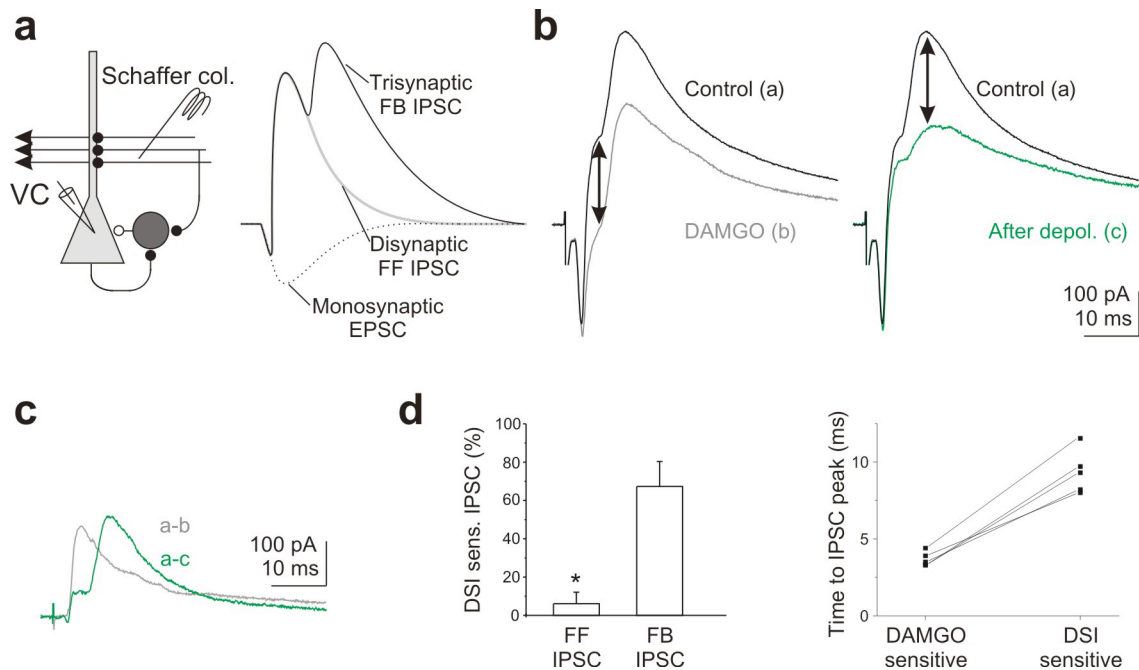 a
Schaffer col.
VC
Trisynaptic
FB IPSC
Disynaptic
FF IPSC
Monosynaptic
EPSC
b
Control (a)
DAMGO (b)
Control (a)
After depol. (c)
100 pA
10 ms
c
a-b
a-c
100 pA
10 ms
d
DSI sens. IPSC (%)
100
80
60
40
20
0
*
FF
IPSC
FB
IPSC
Time to IPSC peak (ms)
10
5
0
DAMGO
sensitive
DSI
sensitive